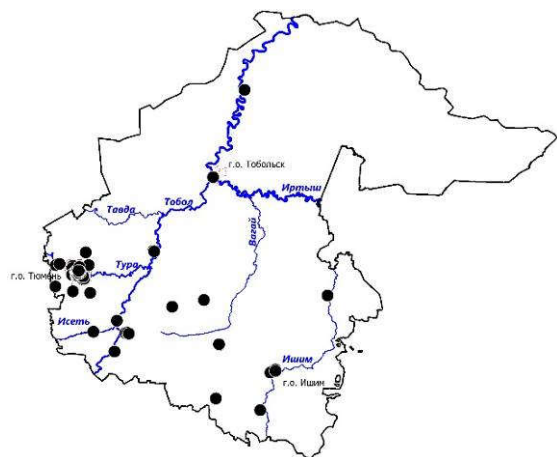 г.о. Тобольск
Иртыш
Тавда
Тобол
Вагай
Тура
г.о. Тюмень
Исеть
Ишим
г.о. Ишим